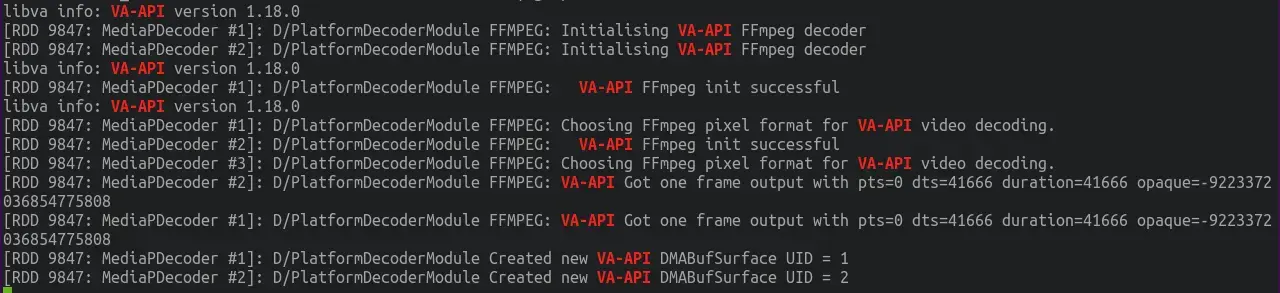 libva info: VA-API version 1.18.0
[RDD 9847: MediaPDecoder #1]: D/PlatformDecoderModule FFMPEG: Initialising VA-API FFmpeg decoder
[RDD 9847: MediaPDecoder #2]: D/PlatformDecoderModule FFMPEG: Initialising VA-API FFmpeg decoder
libva info: VA-API version 1.18.0
[RDD 9847: MediaPDecoder #1]: D/PlatformDecoderModule FFMPEG:   VA-API FFmpeg init successful
libva info: VA-API version 1.18.0
[RDD 9847: MediaPDecoder #1]: D/PlatformDecoderModule FFMPEG: Choosing FFmpeg pixel format for VA-API video decoding.
[RDD 9847: MediaPDecoder #2]: D/PlatformDecoderModule FFMPEG:   VA-API FFmpeg init successful
[RDD 9847: MediaPDecoder #3]: D/PlatformDecoderModule FFMPEG: Choosing FFmpeg pixel format for VA-API video decoding.
[RDD 9847: MediaPDecoder #2]: D/PlatformDecoderModule FFMPEG: VA-API Got one frame output with pts=0 dts=41666 duration=41666 opaque=-9223372
036854775808
[RDD 9847: MediaPDecoder #1]: D/PlatformDecoderModule FFMPEG: VA-API Got one frame output with pts=0 dts=41666 duration=41666 opaque=-9223372
036854775808
[RDD 9847: MediaPDecoder #1]: D/PlatformDecoderModule Created new VA-API DMABufSurface UID = 1
[RDD 9847: MediaPDecoder #2]: D/PlatformDecoderModule Created new VA-API DMABufSurface UID = 2